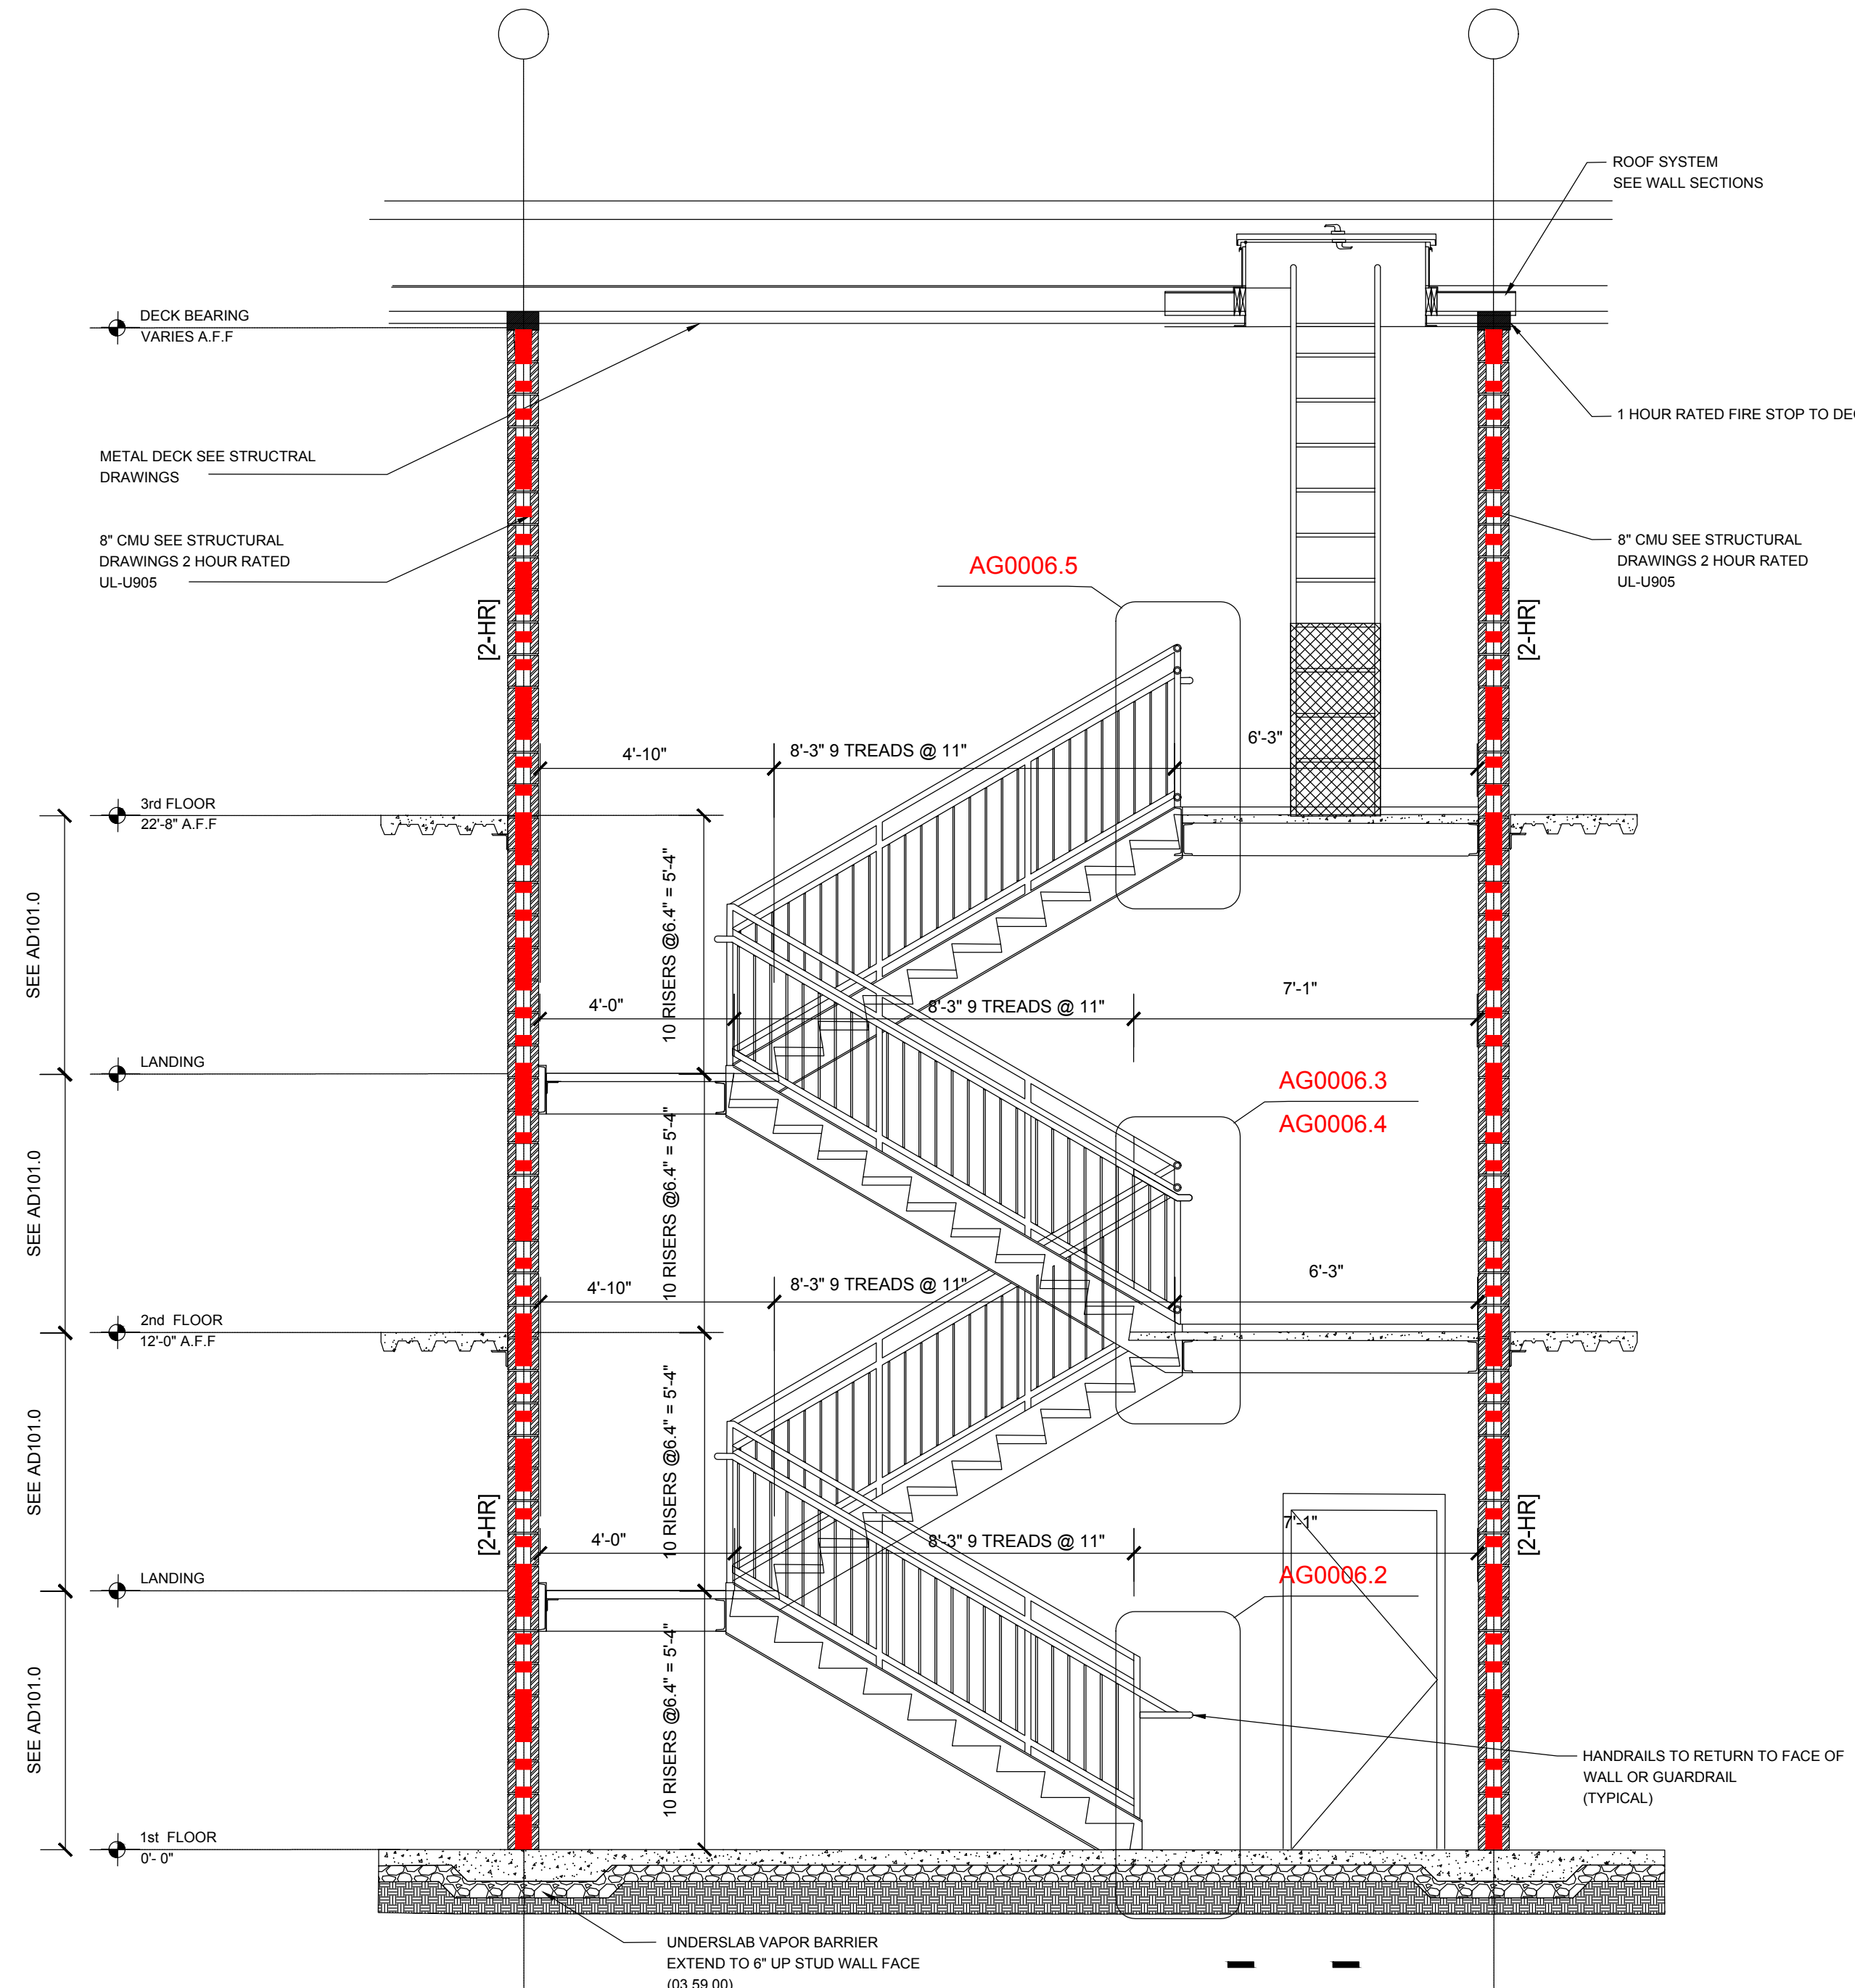 ROOF SYSTEM
SEE WALL SECTIONS
DECK BEARING
VARIES A.F.F
1 HOUR RATED FIRE STOP TO
METAL DECK SEE STRUCTRAL
DRAWINGS
8" CMU SEE STRUCTURAL
DRAWINGS 2 HOUR RATED
UL-U905
8" CMU SEE STRUCTURAL
DRAWINGS 2 HOUR RATED
UL-U905
AG0006.5
[2-HR]
[2-HR]
4'-10"
8'-3" 9 TREADS @ 11"
6'-3"
3rd FLOOR
22'-8" A.F.F
SEE AD101.0
10 RISERS @6.4" = 5'-4"
4'-0"
8'-3" 9 TREADS @ 11"
7'-1"
LANDING
AG0006.3
AG0006.4
SEE AD101.0
10 RISERS @6.4" = 5'-4"
4'-10"
8'-3" 9 TREADS @ 11"
6'-3"
2nd FLOOR
12'-0" A.F.F
SEE AD101.0
10 RISERS @6.4" = 5'-4"
[2-HR]
[2-HR]
4'-0"
8'-3" 9 TREADS @ 11"
7'-1"
LANDING
AG0006.2
SEE AD101.0
10 RISERS @6.4" = 5'-4"
HANDRAILS TO RETURN TO FACE OF
WALL OR GUARDRAIL
(TYPICAL)
1st FLOOR
0'- 0"
UNDERSLAB VAPOR BARRIER
EXTEND TO 6" UP STUD WALL FACE
(03 59 00)